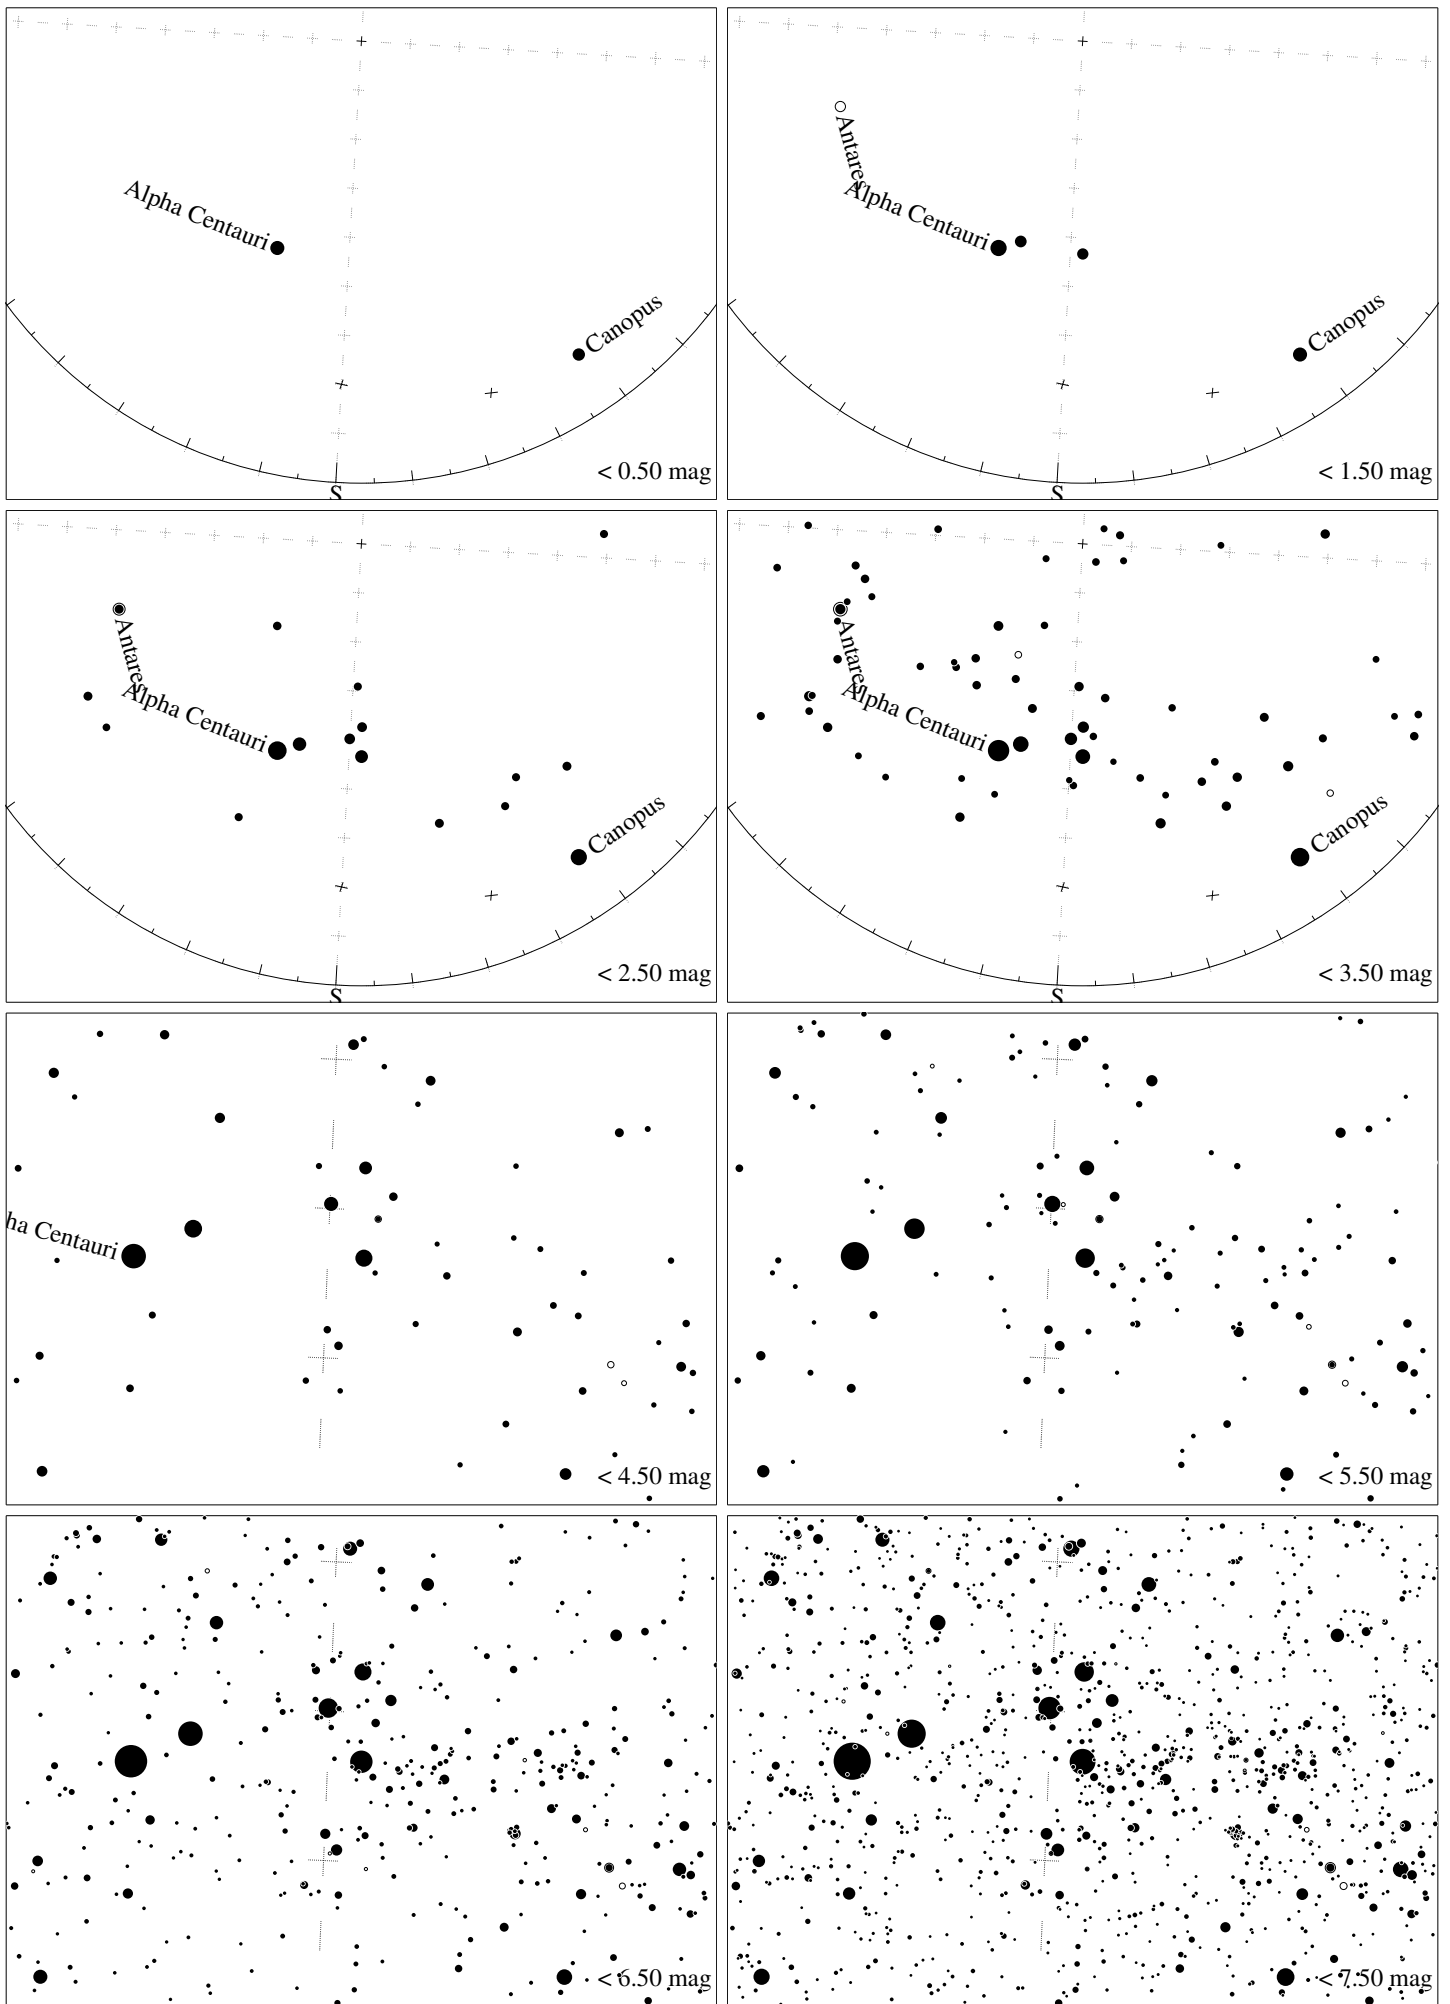 Alpha Centauri
Canopus
< 0.50 mag
S
Antares
Alpha Centauri
Canopus
< 1.50 mag
S
Antares
Alpha Centauri
Canopus
< 2.50 mag
S
Antares
Alpha Centauri
Canopus
< 3.50 mag
S
ha Centauri
< 4.50 mag
< 5.50 mag
< 6.50 mag
< 7.50 mag